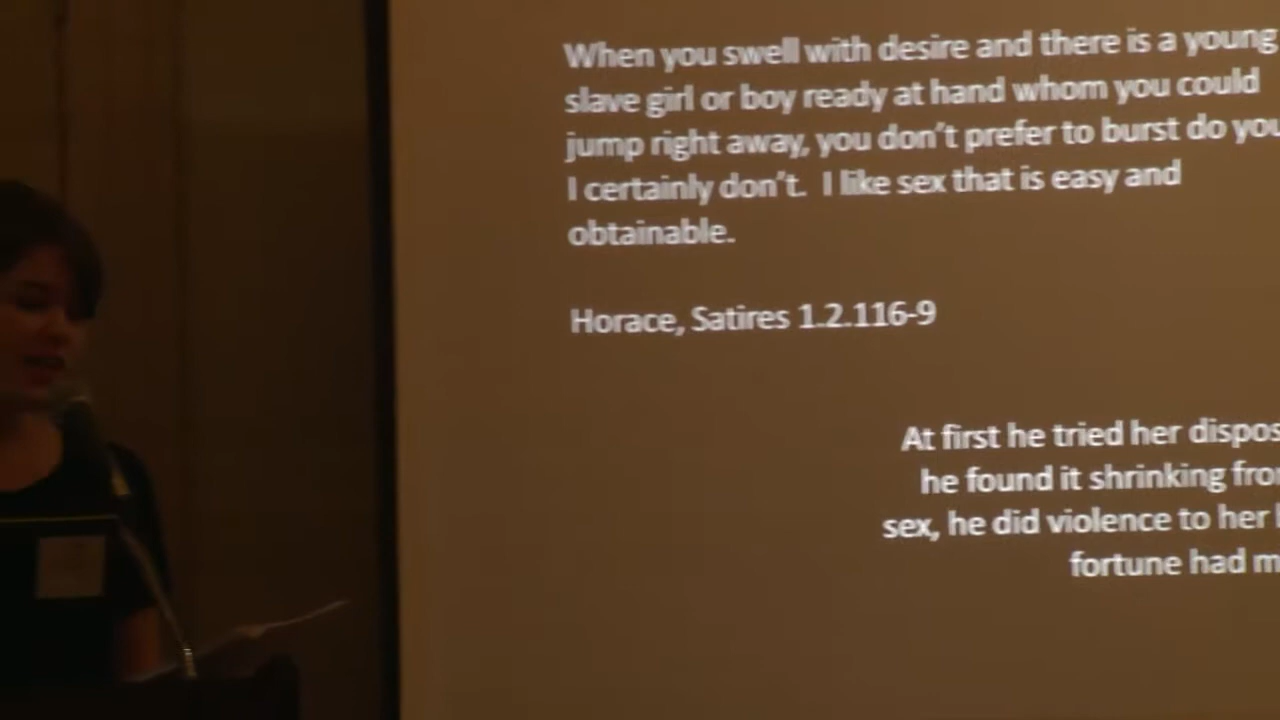 When you swell with desire and there is a young
slave girl or boy ready at hand whom you could
jump right away, you don't prefer to burst do you
I certainly don't.  I like sex that is easy and
obtainable.
Horace, Satires 1.2.116-9
At first he tried her
he found it shrinking
sex, he did violence to her
fortune had